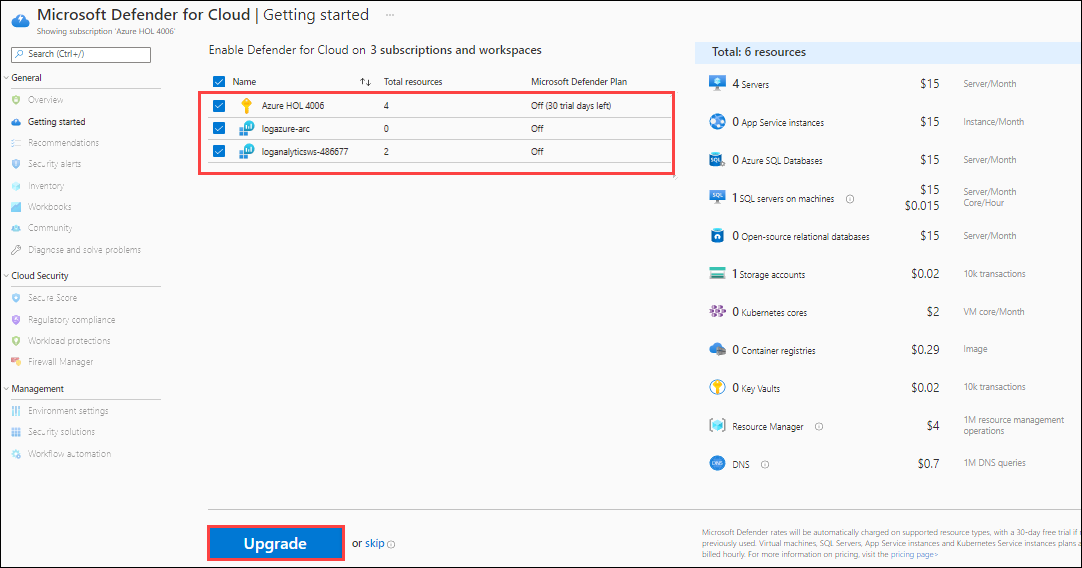 Microsoft Defender for Cloud | Getting started ...
Showing subscription 'Azure HOL 4006'
Search (Ctrl+/)
General
Overview
Getting started
Recommendations
Security alerts
Inventory
Workbooks
Community
Diagnose and solve problems
Cloud Security
Secure Score
Regulatory compliance
Workload protections
Firewall Manager
Management
Environment settings
Security solutions
Workflow automation
Enable Defender for Cloud on 3 subscriptions and workspaces
Name Total resources Microsoft Defender Plan
Azure HOL 4006 4 Off (30 trial days left)
logazure-arc 0 Off
loganalyticsws-486677 2 Off
Upgrade or skip
Total: 6 resources
4 Servers $15 Server/Month
0 App Service instances $15 Instance/Month
0 Azure SQL Databases $15 Server/Month
SQL
1 SQL servers on machines $15 Server/Month
SQL
$0.015 Core/Hour
0 Open-source relational databases $15 Server/Month
1 Storage accounts $0.02 10k transactions
0 Kubernetes cores $2 VM core/Month
0 Container registries $0.29 Image
0 Key Vaults $0.02 10k transactions
Resource Manager $4 1M resource management
operations
DNS DNS $0.7 1M DNS queries
Microsoft Defender rates will be automatically charged on supported resource types, with a 30-day free trial if
previously used. Virtual machines, SQL Servers, App Service instances and Kubernetes Service instances plans
billed hourly. For more information on pricing, visit the pricing page>